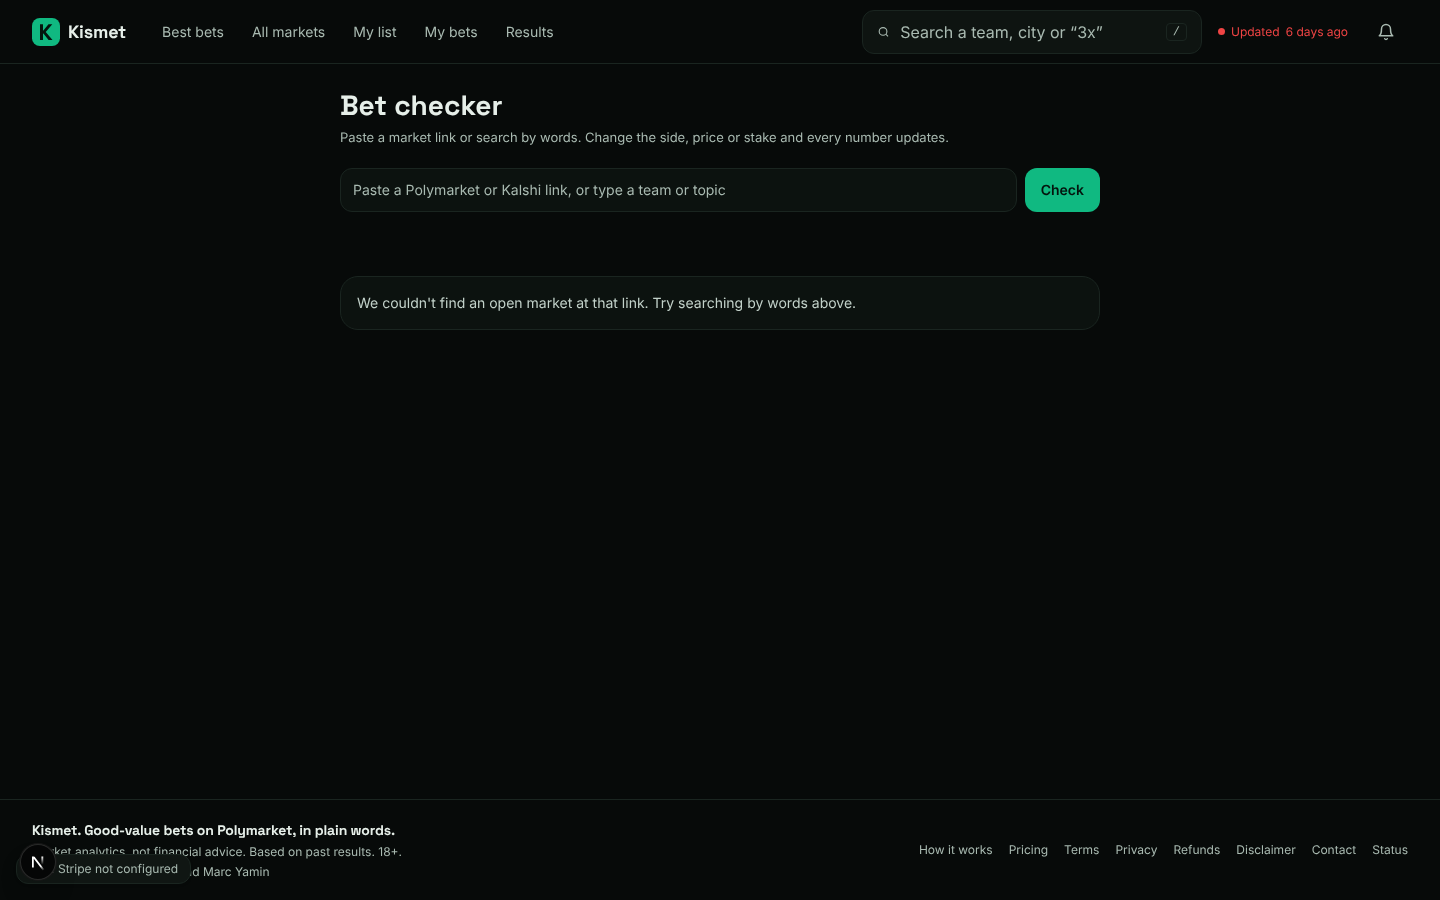 K Kismet
Best bets
All markets
My list
My bets
Results
Search a team, city or “3x”
/
Updated 6 days ago
Bet checker
Paste a market link or search by words. Change the side, price or stake and every number updates.
Paste a Polymarket or Kalshi link, or type a team or topic
Check
We couldn't find an open market at that link. Try searching by words above.
Kismet. Good-value bets on Polymarket, in plain words.
analytics, not financial advice. Based on past results. 18+.
Marc Yamin
N
Stripe not configured
How it works
Pricing
Terms
Privacy
Refunds
Disclaimer
Contact
Status